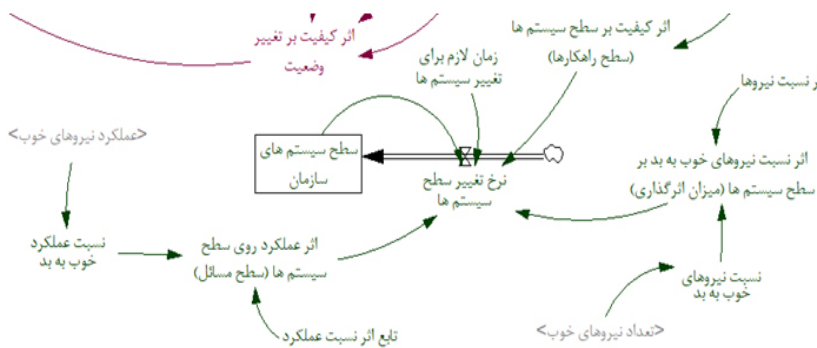 اثر کیفیت بر تغییر
وضعیت
اثر کیفیت بر سطح سیستم ها
(سطح راهکارها)
زمان لازم برای
تغییر سیستم ها
ر نسبت نیروها
<عملکرد نیروهای خوب>
سطح سیستم های
سازمان
نرخ تغییر سطح
سیستم ها
اثر نسبت نیروهای خوب به بد بر
سطح سیستم ها (میزان اثرگذاری)
نسبت عملکرد
خوب به بد
اثر عملکرد روی سطح
سیستم ها (سطح مسائل)
نسبت نیروهای
خوب به بد
<تعداد نیروهای خوب>
تابع اثر نسبت عملکرد